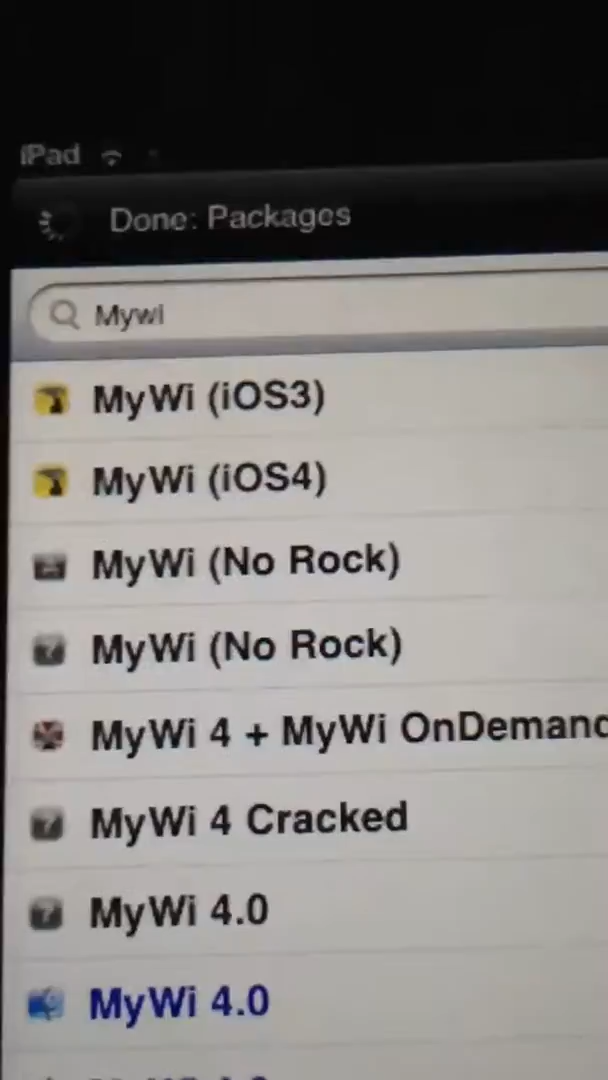 iPad
Done: Packages
Mywi
MyWi (iOS3)
MyWi (iOS4)
MyWi (No Rock)
MyWi (No Rock)
MyWi 4 + MyWi OnDemand
MyWi 4 Cracked
MyWi 4.0
MyWi 4.0